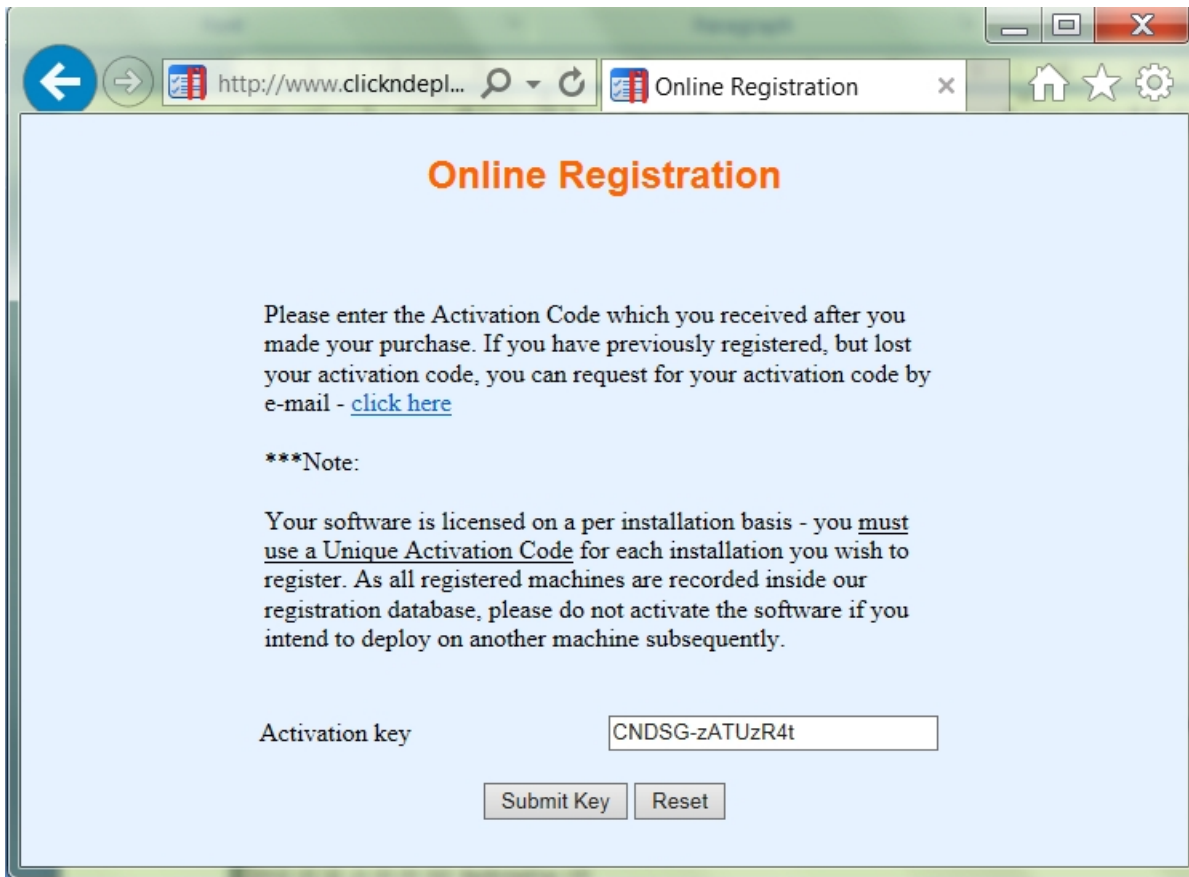 http://www.clickndepl...
Online Registration
Online Registration
Please enter the Activation Code which you received after you
made your purchase. If you have previously registered, but lost
your activation code, you can request for your activation code by
e-mail - click here
***Note:
Your software is licensed on a per installation basis - you must
use a Unique Activation Code for each installation you wish to
register. As all registered machines are recorded inside our
registration database, please do not activate the software if you
intend to deploy on another machine subsequently.
Activation key CNDSG-zATUzR4t
Submit Key Reset